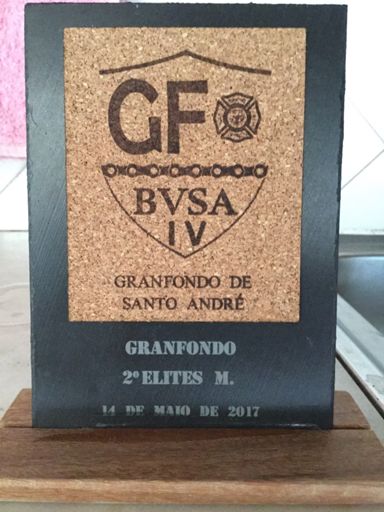 GF
BVSA
IV
GRANFONDO DE
SANTO ANDRÉ
GRANFONDO
2º ELITES M.
14 DE MAIO DE 2017